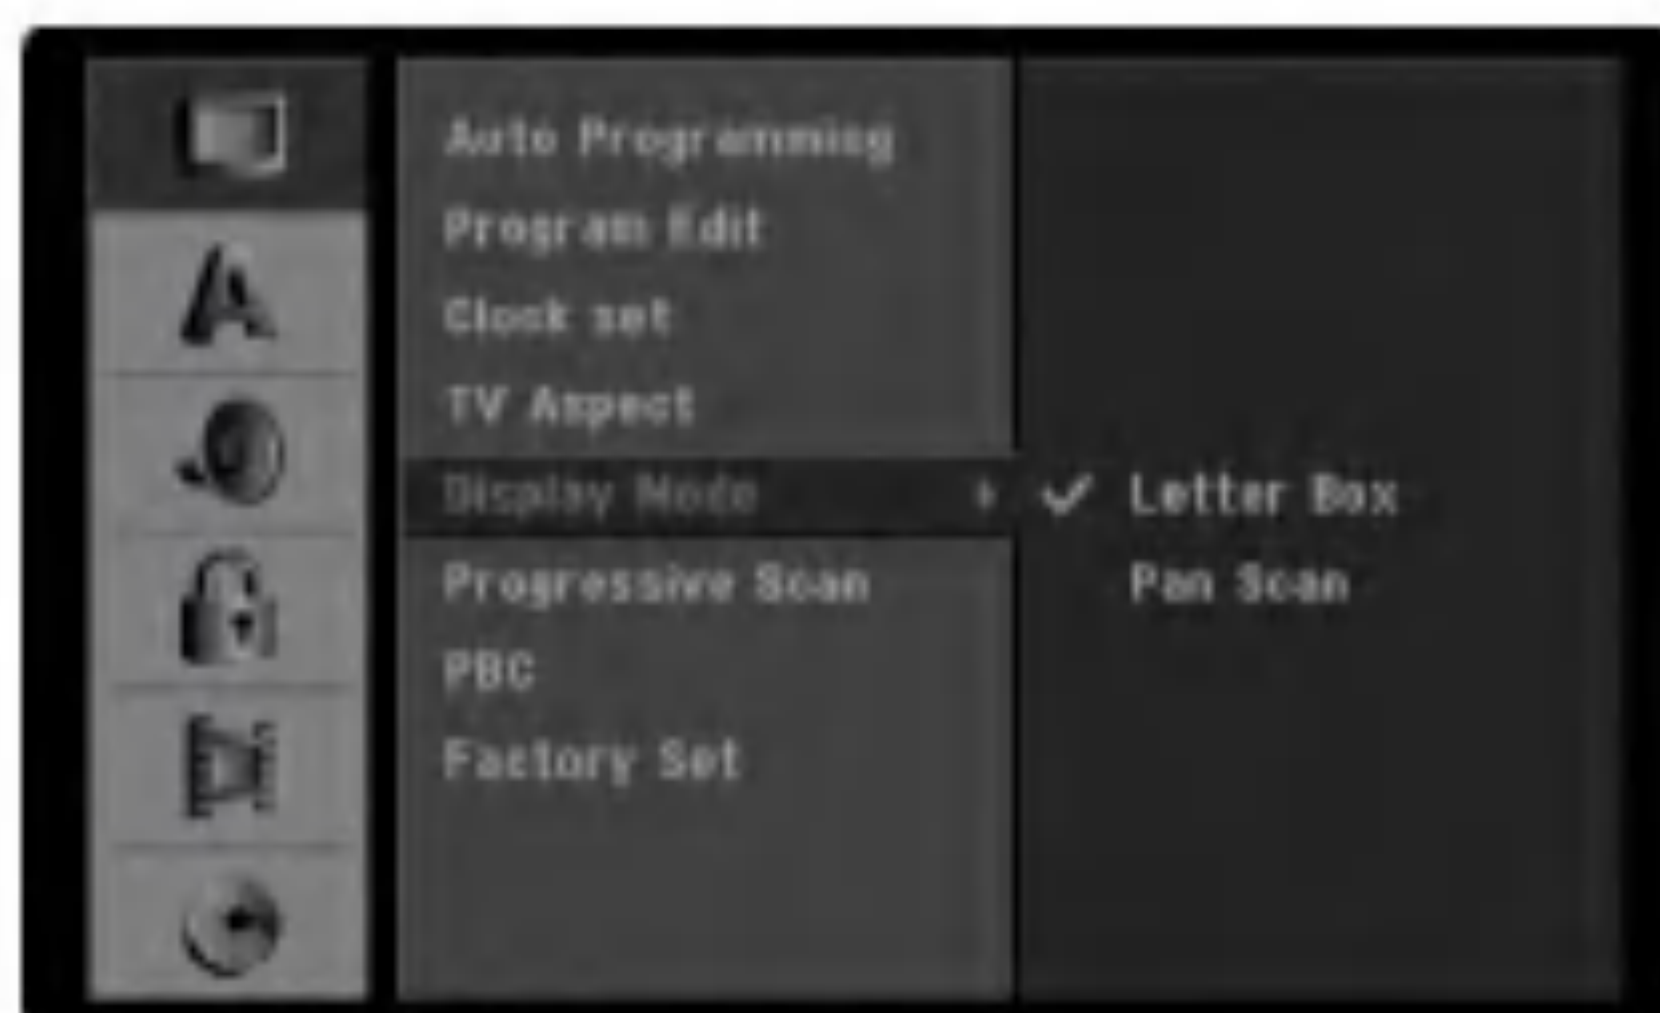 Auto Programming
Program Edit
Clock set
TV Aspect
Display Mode
Letter Box
Progressive Scan
Pan Scan
PBC
Factory Set